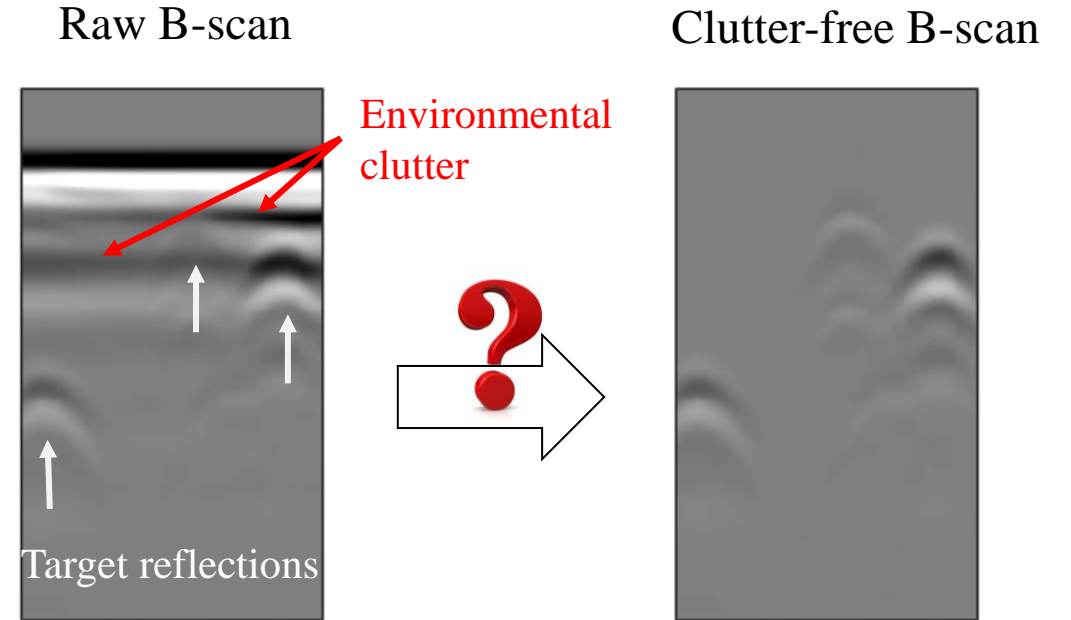 Raw B-scan
Clutter-free B-scan
Environmental
clutter
?
Target reflections